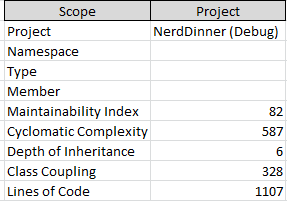 Scope Project
Project NerdDinner (Debug)
Namespace
Type
Member
Maintainability Index 82
Cyclomatic Complexity 587
Depth of Inheritance 6
Class Coupling 328
Lines of Code 1107